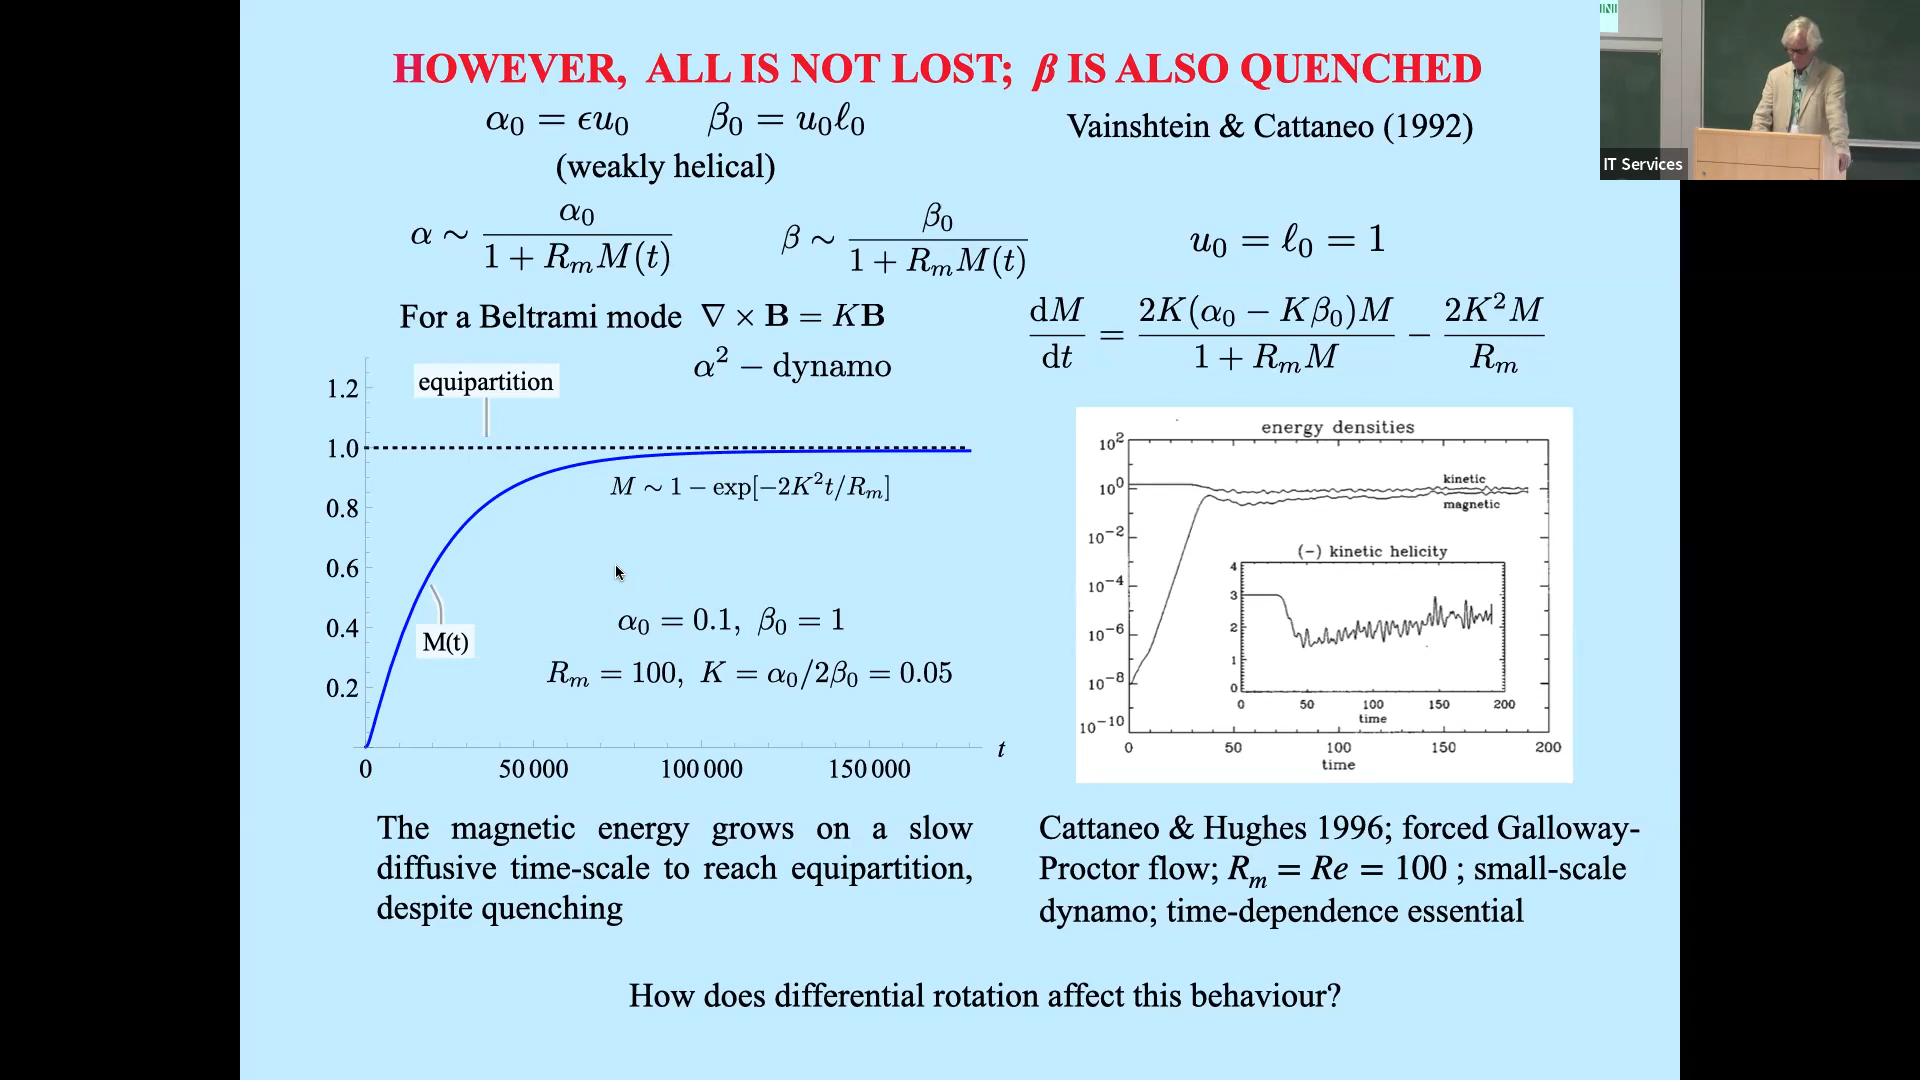 HOWEVER, ALL IS NOT LOST; β IS ALSO QUENCHED
α₀ = ϵu₀ β₀ = u₀ℓ₀ Vainshtein & Cattaneo (1992)
(weakly helical)
α ∼ α₀ / (1 + RₘM(t)) β ∼ β₀ / (1 + RₘM(t)) u₀ = ℓ₀ = 1
For a Beltrami mode ∇ × B = KB
α² − dynamo
dM/dt = 2K(α₀ − Kβ₀)M / (1 + RₘM) − 2K²M / Rₘ
equipartition
1.2
1.0
0.8
0.6
0.4
0.2
M ∼ 1 − exp[−2K²t/Rₘ]
M(t)
α₀ = 0.1, β₀ = 1
Rₘ = 100, K = α₀/2β₀ = 0.05
0 50 000 100 000 150 000 t
energy densities
10²
10⁰
10⁻²
10⁻⁴
10⁻⁶
10⁻⁸
10⁻¹⁰
kinetic
magnetic
(-) kinetic helicity
4
3
2
1
0
0 50 100 150 200
time
0 50 100 150 200
time
The magnetic energy grows on a slow
diffusive time-scale to reach equipartition,
despite quenching
Cattaneo & Hughes 1996; forced Galloway-
Proctor flow; Rₘ = Re = 100 ; small-scale
dynamo; time-dependence essential
How does differential rotation affect this behaviour?
IT Services